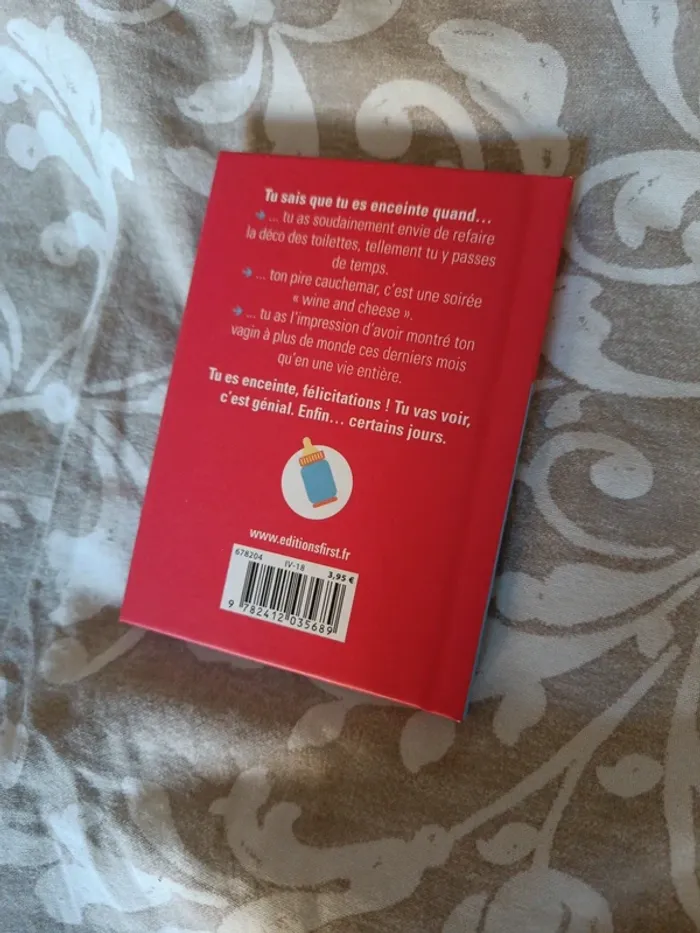 Tu sais que tu es enceinte quand...
➔ ... tu as soudainement envie de refaire
la déco des toilettes, tellement tu y passes
de temps.
➔ ... ton pire cauchemar, c'est une soirée
« wine and cheese ».
➔ ... tu as l'impression d'avoir montré ton
vagin à plus de monde ces derniers mois
qu'en une vie entière.
Tu es enceinte, félicitations ! Tu vas voir,
c'est génial. Enfin... certains jours.
www.editionsfirst.fr
678204 IV-18 3,95 €
9 782412 035689